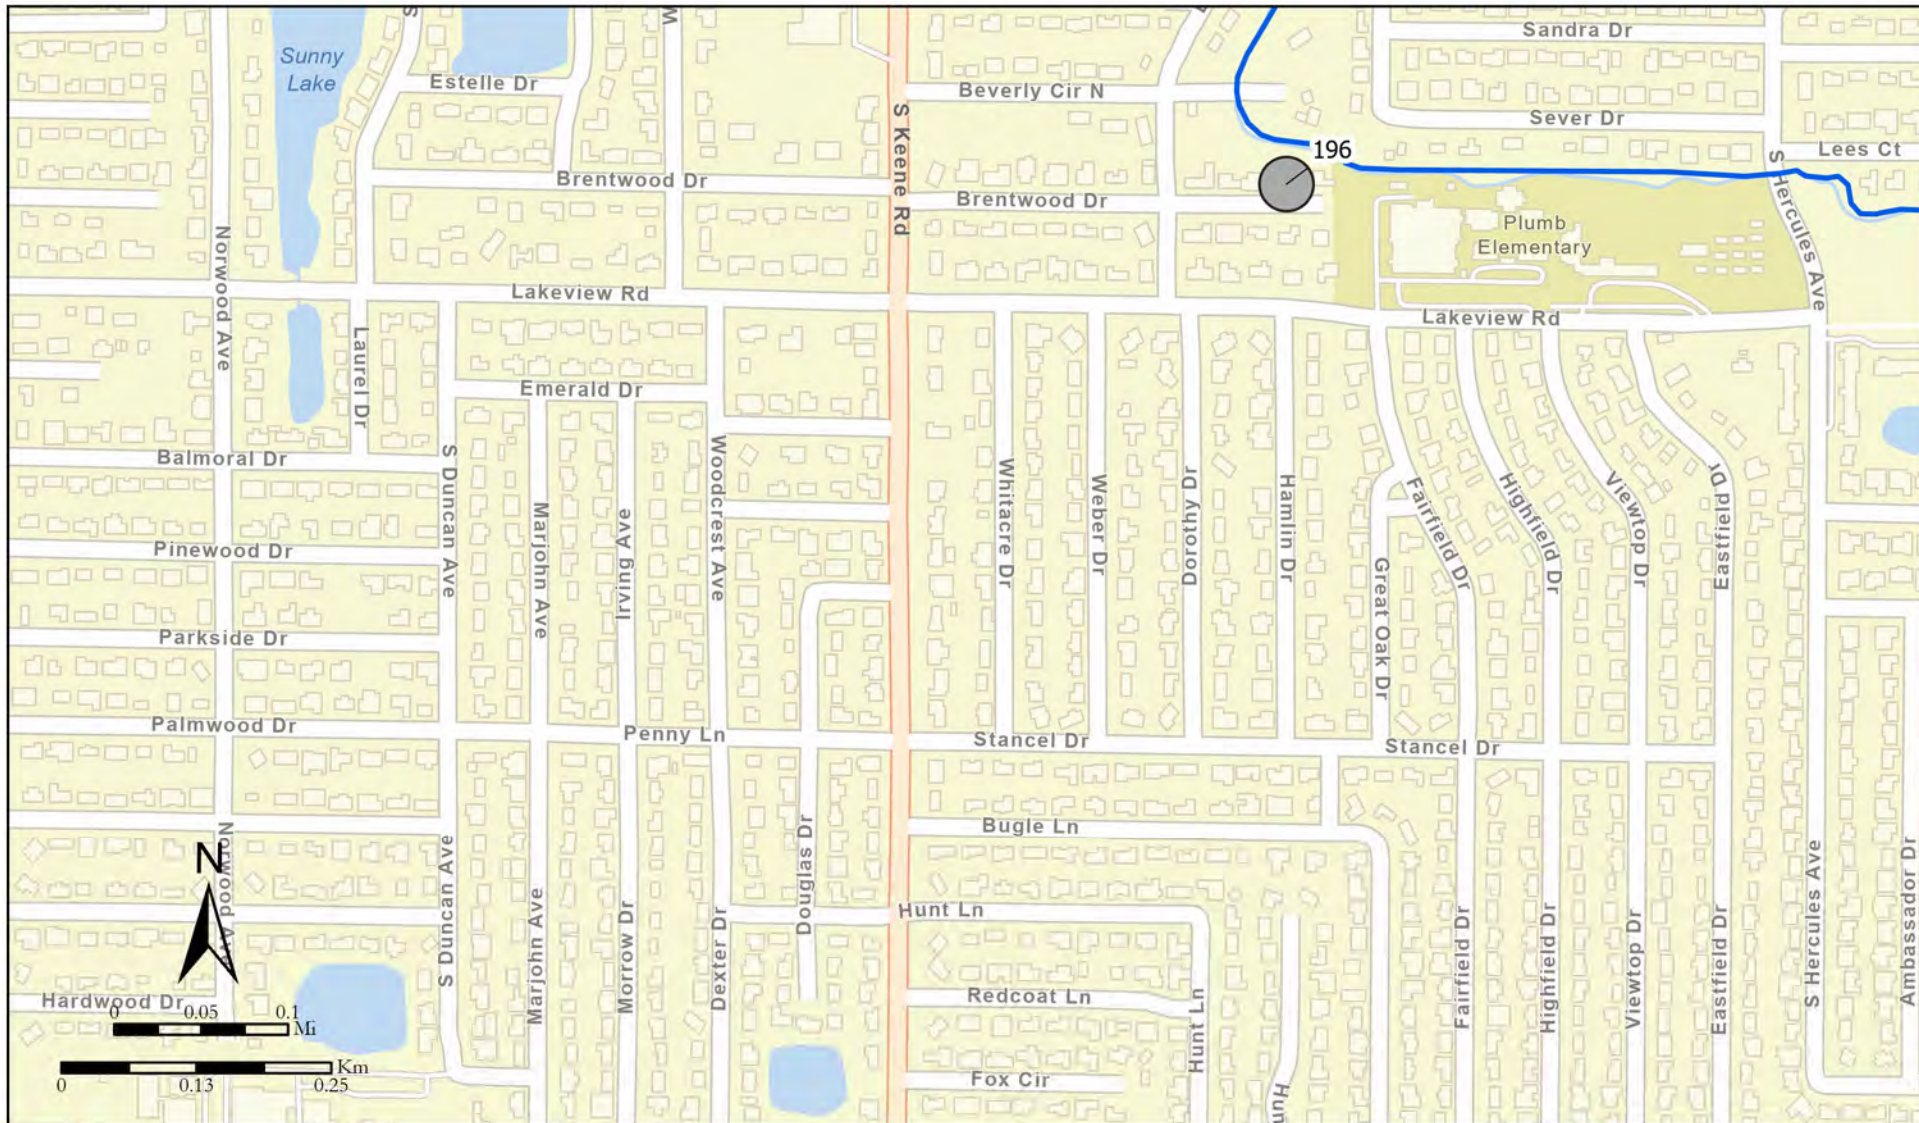 Sunny
Lake
Estelle Dr
Brentwood Dr
S Keene Rd
Beverly Cir N
Brentwood Dr
196
Sandra Dr
Sever Dr
Lees Ct
S Hercules Ave
Plumb
Elementary
Norwood Ave
Lakeview Rd
Lakeview Rd
Laurel Dr
Emerald Dr
Balmoral Dr
S Duncan Ave
Woodcrest Ave
Marjohn Ave
Irving Ave
Whitacre Dr
Weber Dr
Dorothy Dr
Hamlin Dr
Great Oak Dr
Fairfield Dr
Highfield Dr
Viewtop Dr
Eastfield Dr
Pinewood Dr
Parkside Dr
Palmwood Dr
Penny Ln
Stancel Dr
Stancel Dr
Bugle Ln
Douglas Dr
Norwood Ave
N
S Duncan Ave
Marjohn Ave
Morrow Dr
Dexter Dr
Hunt Ln
Redcoat Ln
Hunt Ln
Fox Cir
Hun
Fairfield Dr
Highfield Dr
Viewtop Dr
Eastfield Dr
S Hercules Ave
Ambassador Dr
Hardwood Dr
0 0.05 0.1
Mi
Km
0 0.13 0.25